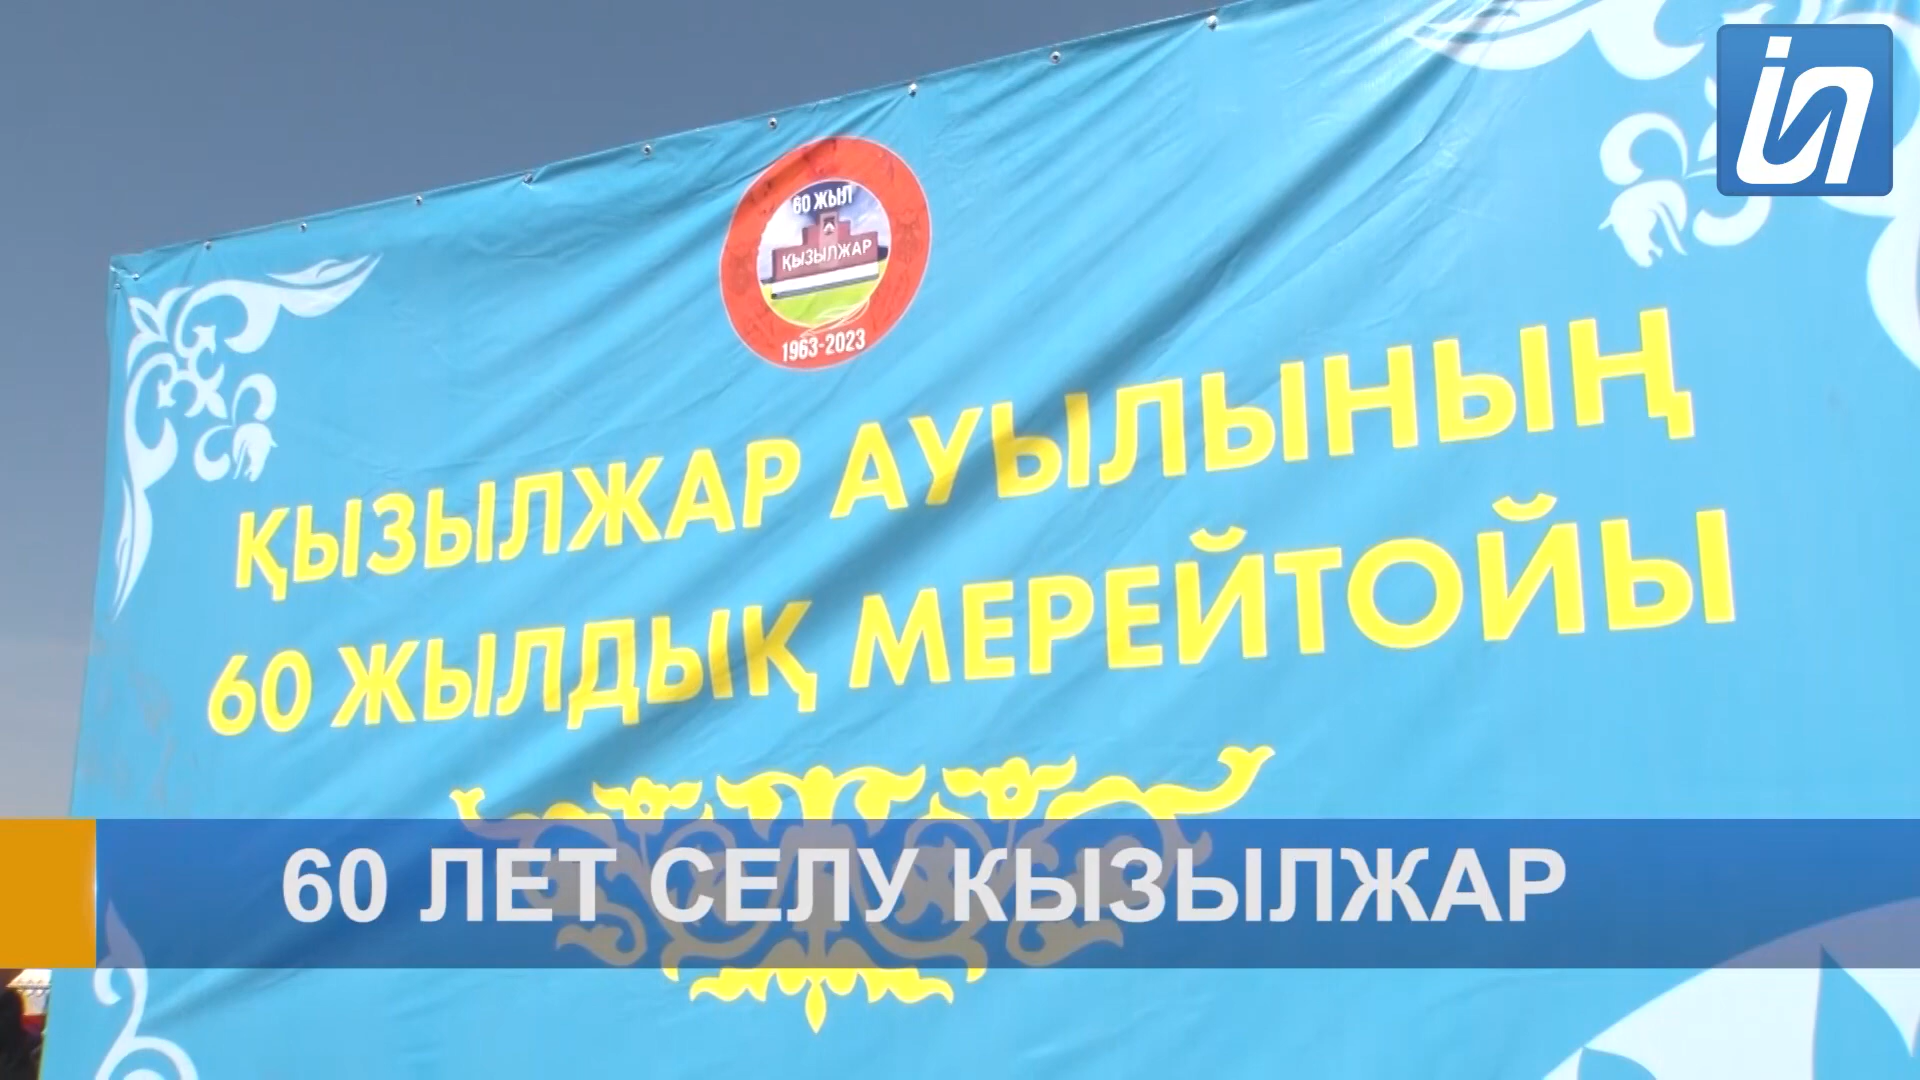 60 ЖЫЛ
ҚЫЗЫЛЖАР
1963-2023
ҚЫЗЫЛЖАР АУЫЛЫНЫҢ
60 ЖЫЛДЫҚ МЕРЕЙТОЙЫ
60 ЛЕТ СЕЛУ КЫЗЫЛЖАР